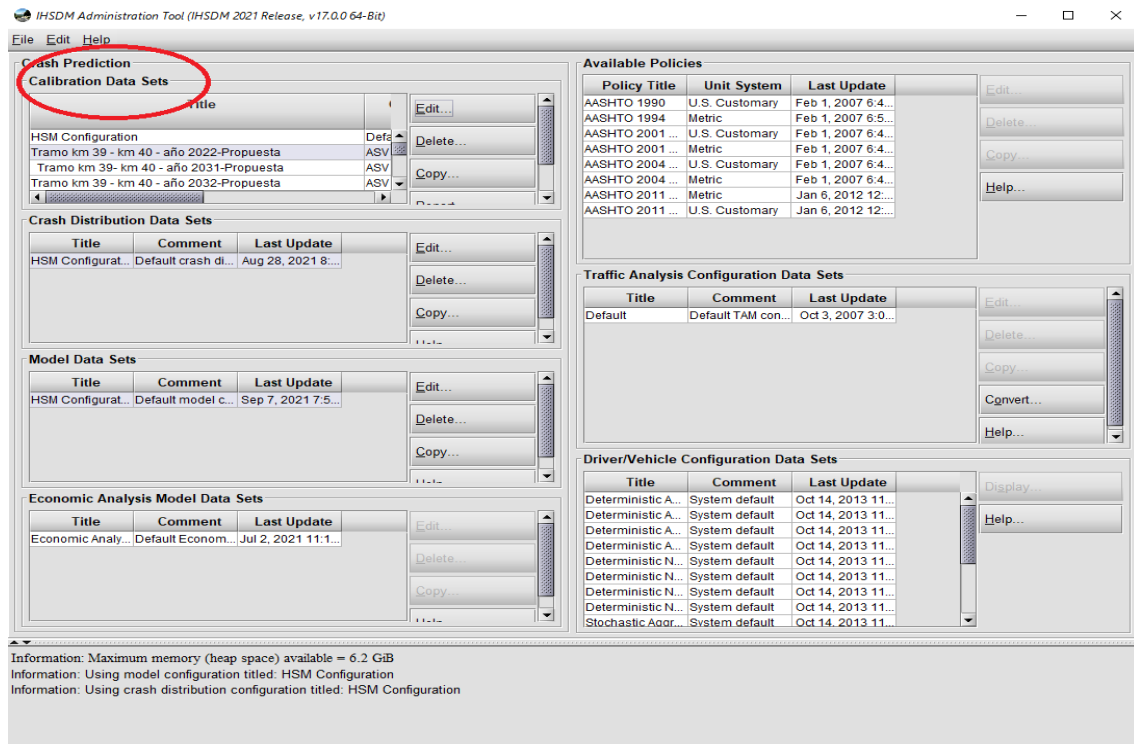 IHSDM Administration Tool (IHSDM 2021 Release, v17.0.0 64-Bit)
File Edit Help
Crash Prediction
Calibration Data Sets
Title
HSM Configuration Defa
Tramo km 39 - km 40 - año 2022-Propuesta ASV
Tramo km 39- km 40 - año 2031-Propuesta ASV
Tramo km 39 - km 40 - año 2032-Propuesta ASV
Edit...
Delete...
Copy...
Crash Distribution Data Sets
Title Comment Last Update
HSM Configurat... Default crash di... Aug 28, 2021 8:...
Edit...
Delete...
Copy...
Model Data Sets
Title Comment Last Update
HSM Configurat... Default model c... Sep 7, 2021 7:5...
Edit...
Delete...
Copy...
Economic Analysis Model Data Sets
Title Comment Last Update
Economic Analy... Default Econom... Jul 2, 2021 11:1...
Edit...
Delete...
Copy...
Available Policies
Policy Title Unit System Last Update
AASHTO 1990 U.S. Customary Feb 1, 2007 6:4...
AASHTO 1994 Metric Feb 1, 2007 6:5...
AASHTO 2001 ... U.S. Customary Feb 1, 2007 6:4...
AASHTO 2001 ... Metric Feb 1, 2007 6:4...
AASHTO 2004 ... U.S. Customary Feb 1, 2007 6:4...
AASHTO 2004 ... Metric Feb 1, 2007 6:4...
AASHTO 2011 ... Metric Jan 6, 2012 12:...
AASHTO 2011 ... U.S. Customary Jan 6, 2012 12:...
Edit...
Delete...
Copy...
Help...
Traffic Analysis Configuration Data Sets
Title Comment Last Update
Default Default TAM con... Oct 3, 2007 3:0...
Edit...
Delete...
Copy...
Convert...
Help...
Driver/Vehicle Configuration Data Sets
Title Comment Last Update
Deterministic A... System default Oct 14, 2013 11...
Deterministic A... System default Oct 14, 2013 11...
Deterministic A... System default Oct 14, 2013 11...
Deterministic A... System default Oct 14, 2013 11...
Deterministic N... System default Oct 14, 2013 11...
Deterministic N... System default Oct 14, 2013 11...
Deterministic N... System default Oct 14, 2013 11...
Deterministic N... System default Oct 14, 2013 11...
Stochastic Aggr... System default Oct 14, 2013 11...
Display...
Help...
Information: Maximum memory (heap space) available = 6.2 GiB
Information: Using model configuration titled: HSM Configuration
Information: Using crash distribution configuration titled: HSM Configuration